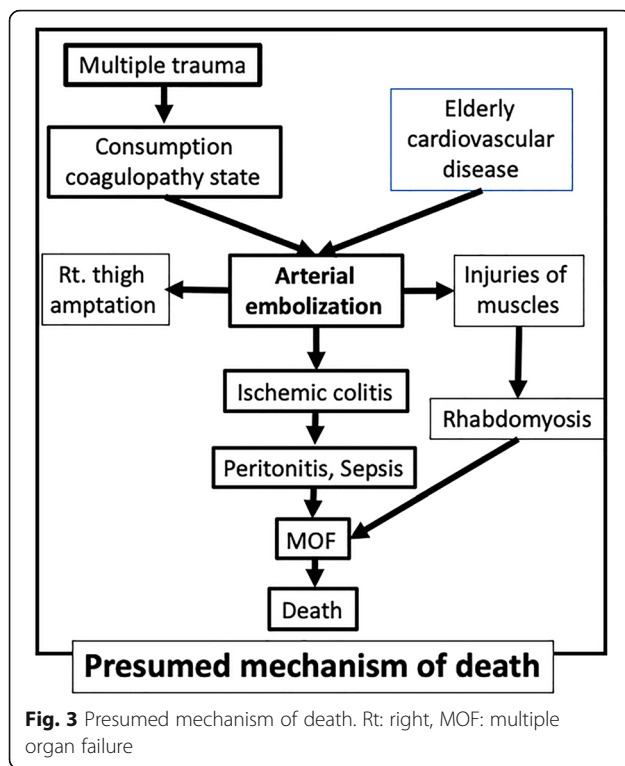 Multiple trauma
Consumption
coagulopathy state
Elderly
cardiovascular
disease
Rt. thigh
amptation
Arterial
embolization
Injuries of
muscles
Ischemic colitis
Rhabdomyosis
Peritonitis, Sepsis
MOF
Death
Presumed mechanism of death
Fig. 3 Presumed mechanism of death. Rt: right, MOF: multiple
organ failure